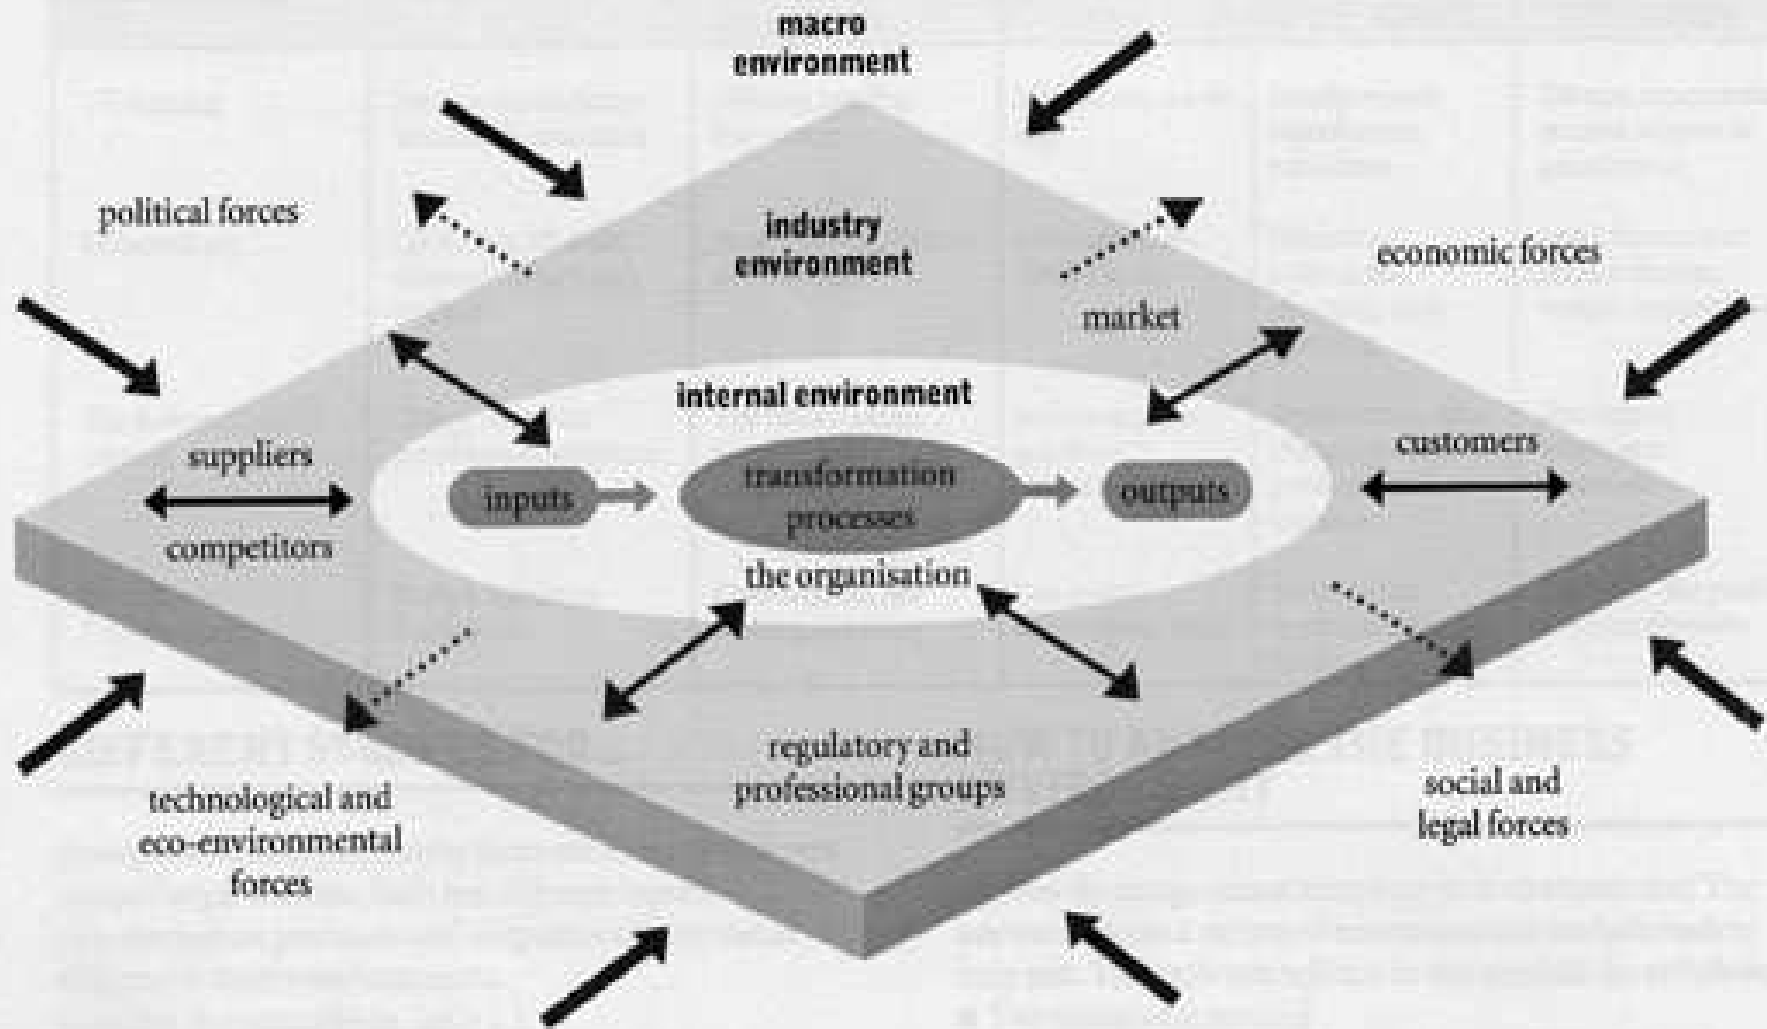 macro
environment
political forces
industry
environment
economic forces
market
internal environment
suppliers
customers
inputs
transformation
processes
outputs
competitors
the organisation
regulatory and
professional groups
technological and
eco-environmental
forces
social and
legal forces